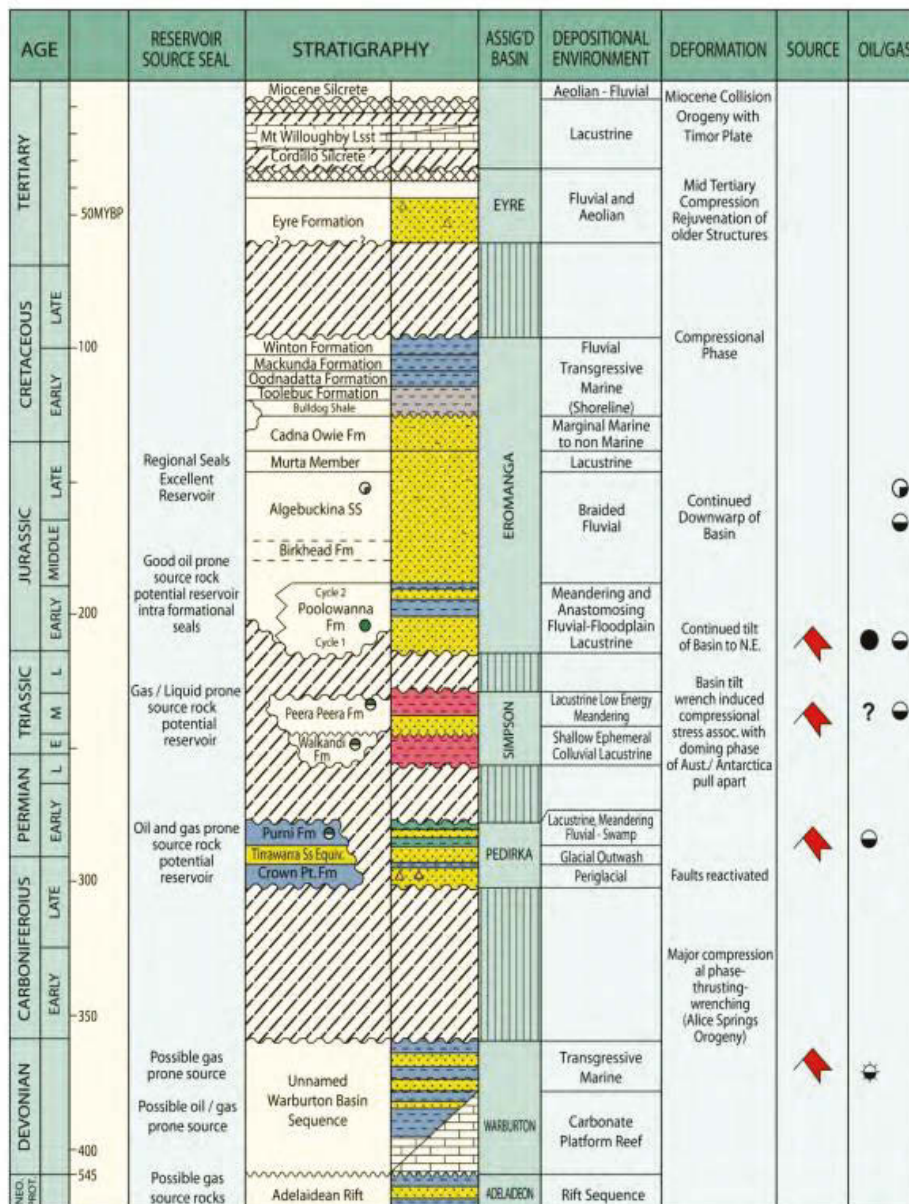 AGE
RESERVOIR
SOURCE SEAL
STRATIGRAPHY
ASSIG'D
BASIN
DEPOSITIONAL
ENVIRONMENT
DEFORMATION
SOURCE
OIL/GAS
TERTIARY
CRETACEOUS
LATE
EARLY
JURASSIC
LATE
MIDDLE
EARLY
TRIASSIC
L
M
E
PERMIAN
L
EARLY
CARBONIFEROIUS
LATE
EARLY
DEVONIAN
NEO.
PROT.
50MYBP
100
200
300
350
400
545
Regional Seals
Excellent
Reservoir
Good oil prone
source rock
potential reservoir
intra formational
seals
Gas / Liquid prone
source rock
potential
reservoir
Oil and gas prone
source rock
potential
reservoir
Possible gas
prone source
Possible oil / gas
prone source
Possible gas
source rocks
Miocene Silcrete
Mt Willoughby Lsst
Cordillo Silcrete
Eyre Formation
Winton Formation
Mackunda Formation
Oodnadatta Formation
Toolebuc Formation
Bulldog Shale
Cadna Owie Fm
Murta Member
Algebuckina SS
Birkhead Fm
Cycle 2
Poolowanna
Fm
Cycle 1
Peera Peera Fm
Walkandi
Fm
Purni Fm
Tirrawarra Ss Equiv.
Crown Pt. Fm
Unnamed
Warburton Basin
Sequence
Adelaidean Rift
EYRE
EROMANGA
SIMPSON
PEDIRKA
WARBURTON
ADELAIDEON
Aeolian - Fluvial
Lacustrine
Fluvial and
Aeolian
Fluvial
Transgressive
Marine
(Shoreline)
Marginal Marine
to non Marine
Lacustrine
Braided
Fluvial
Meandering and
Anastomosing
Fluvial-Floodplain
Lacustrine
Lacustrine Low Energy
Meandering
Shallow Ephemeral
Colluvial Lacustrine
Lacustrine, Meandering
Fluvial - Swamp
Glacial Outwash
Periglacial
Transgressive
Marine
Carbonate
Platform Reef
Rift Sequence
Miocene Collision
Orogeny with
Timor Plate
Mid Tertiary
Compression
Rejuvenation of
older Structures
Compressional
Phase
Continued
Downwarp of
Basin
Continued tilt
of Basin to N.E.
Basin tilt
wrench induced
compressional
stress assoc. with
doming phase
of Aust./ Antarctica
pull apart
Faults reactivated
Major compression
al phase-
thrusting-
wrenching
(Alice Springs
Orogeny)
?